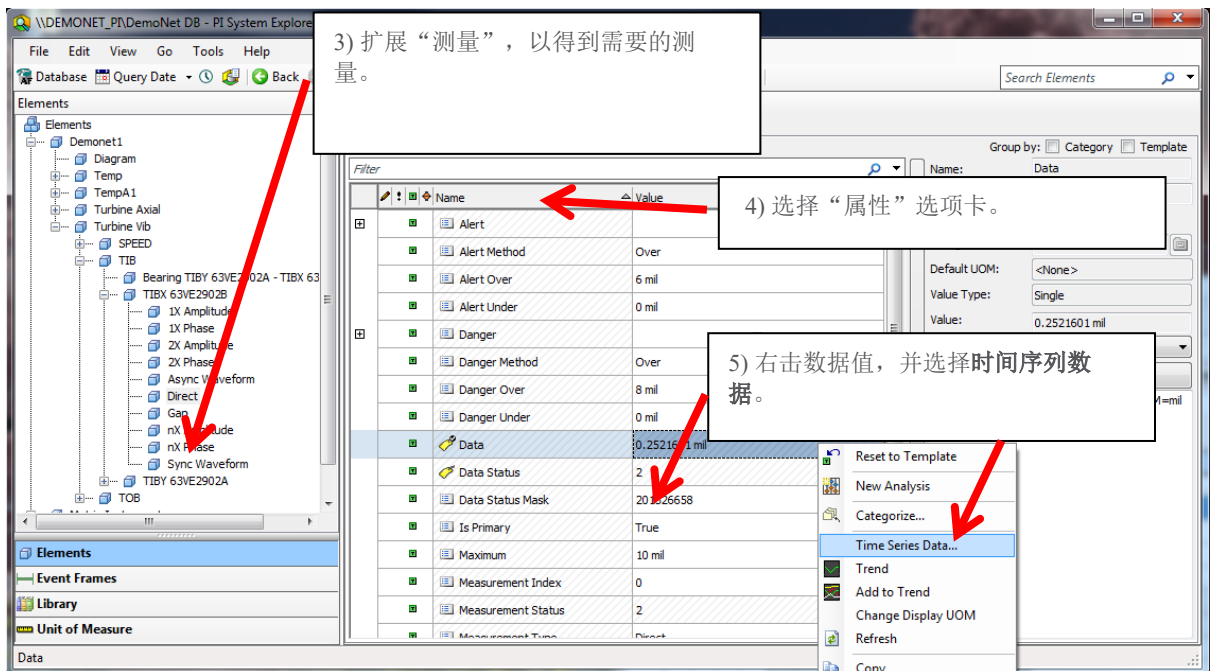 \\DEMONET_PI\DemoNet DB - PI System Explore
File Edit View Go Tools Help
Database Query Date Back
Search Elements
3) 扩展“测量”，以得到需要的测
量。
Elements
Elements
Demonet1
Diagram
Temp
TempA1
Turbine Axial
Turbine Vib
SPEED
TIB
Bearing TIBY 63VE2902A - TIBX 63
TIBX 63VE2902B
1X Amplitude
1X Phase
2X Amplitude
2X Phase
Async Waveform
Direct
Gap
nX Amplitude
nX Phase
Sync Waveform
TIBY 63VE2902A
TOB
Elements
Event Frames
Library
Unit of Measure
Data
Filter
Name Value
Alert
Alert Method Over
Alert Over 6 mil
Alert Under 0 mil
Danger
Danger Method Over
Danger Over 8 mil
Danger Under 0 mil
Data 0.2521601 mil
Data Status 2
Data Status Mask 201326658
Is Primary True
Maximum 10 mil
Measurement Index 0
Measurement Status 2
Measurement Type Direct
Group by: Category Template
Name: Data
4) 选择“属性”选项卡。
Default UOM: <None>
Value Type: Single
Value: 0.2521601 mil
5) 右击数据值，并选择时间序列数
据。
M=mil
Reset to Template
New Analysis
Categorize...
Time Series Data...
Trend
Add to Trend
Change Display UOM
Refresh
Copy